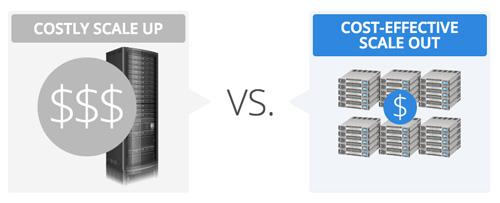 COSTLY SCALE UP
$$$
VS.
COST-EFFECTIVE
SCALE OUT
$